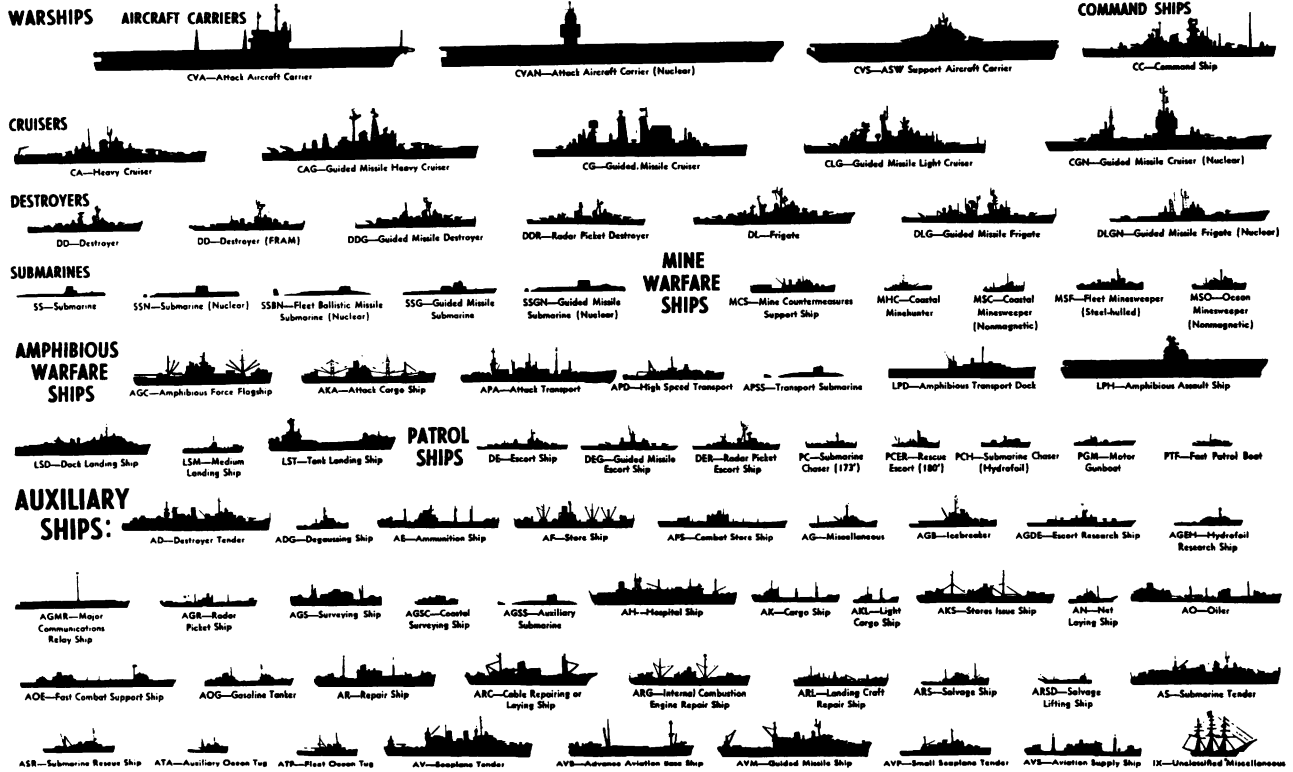 WARSHIPS
AIRCRAFT CARRIERS
COMMAND SHIPS
CVA—Attack Aircraft Carrier
CVAN—Attack Aircraft Carrier (Nuclear)
CVS—ASW Support Aircraft Carrier
CC—Command Ship
CRUISERS
CA—Heavy Cruiser
CAG—Guided Missile Heavy Cruiser
CG—Guided. Missile Cruiser
CLG—Guided Missile Light Cruiser
CGN—Guided Missile Cruiser (Nuclear)
DESTROYERS
DD—Destroyer
DD—Destroyer (FRAM)
DDG—Guided Missile Destroyer
DDR—Radar Picket Destroyer
DL—Frigate
DLG—Guided Missile Frigate
DLGN—Guided Missile Frigate (Nuclear)
SUBMARINES
SS—Submarine
SSN—Submarine (Nuclear)
SSBN—Fleet Ballistic Missile
Submarine (Nuclear)
SSG—Guided Missile
Submarine
SSGN—Guided Missile
Submarine (Nuclear)
MINE
WARFARE
SHIPS
MCS—Mine Countermeasures
Support Ship
MHC—Coastal
Minehunter
MSC—Coastal
Minesweeper
(Nonmagnetic)
MSF—Fleet Minesweeper
(Steel-hulled)
MSO—Ocean
Minesweeper
(Nonmagnetic)
AMPHIBIOUS
WARFARE
SHIPS
AGC—Amphibious Force Flagship
AKA—Attack Cargo Ship
APA—Attack Transport
APD—High Speed Transport
APSS—Transport Submarine
LPD—Amphibious Transport Dock
LPH—Amphibious Assault Ship
LSD—Dock Landing Ship
LSM—Medium
Landing Ship
LST—Tank Landing Ship
PATROL
SHIPS
DE—Escort Ship
DEG—Guided Missile
Escort Ship
DER—Radar Picket
Escort Ship
PC—Submarine
Chaser (173')
PCER—Rescue
Escort (180')
PCH—Submarine Chaser
(Hydrofoil)
PGM—Motor
Gunboat
PTF—Fast Patrol Boat
AUXILIARY
SHIPS:
AD—Destroyer Tender
ADG—Degaussing Ship
AE—Ammunition Ship
AF—Store Ship
AFS—Combat Store Ship
AG—Miscellaneous
AGB—Icebreaker
AGDE—Escort Research Ship
AGEH—Hydrofoil
Research Ship
AGMR—Major
Communications
Relay Ship
AGR—Radar
Picket Ship
AGS—Surveying Ship
AGSC—Coastal
Surveying Ship
AGSS—Auxiliary
Submarine
AH—Hospital Ship
AK—Cargo Ship
AKL—Light
Cargo Ship
AKS—Stores Issue Ship
AN—Net
Laying Ship
AO—Oiler
AOE—Fast Combat Support Ship
AOG—Gasoline Tanker
AR—Repair Ship
ARC—Cable Repairing or
Laying Ship
ARG—Internal Combustion
Engine Repair Ship
ARL—Landing Craft
Repair Ship
ARS—Salvage Ship
ARSD—Salvage
Lifting Ship
AS—Submarine Tender
ASR—Submarine Rescue Ship
ATA—Auxiliary Ocean Tug
ATF—Fleet Ocean Tug
AV—Seaplane Tender
AVB—Advance Aviation Base Ship
AVM—Guided Missile Ship
AVP—Small Seaplane Tender
AVS—Aviation Supply Ship
IX—Unclassified Miscellaneous